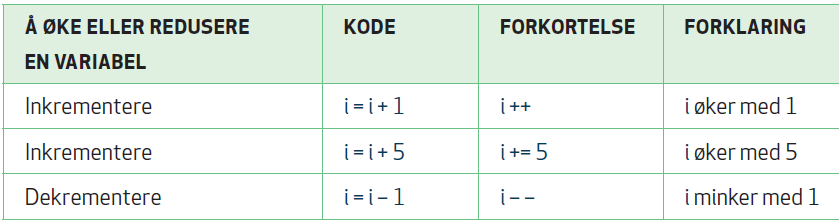 Å ØKE ELLER REDUSERE EN VARIABEL KODE FORKORTELSE FORKLARING
Inkrementere i = i + 1 i ++ i øker med 1
Inkrementere i = i + 5 i += 5 i øker med 5
Dekrementere i = i – 1 i – – i minker med 1